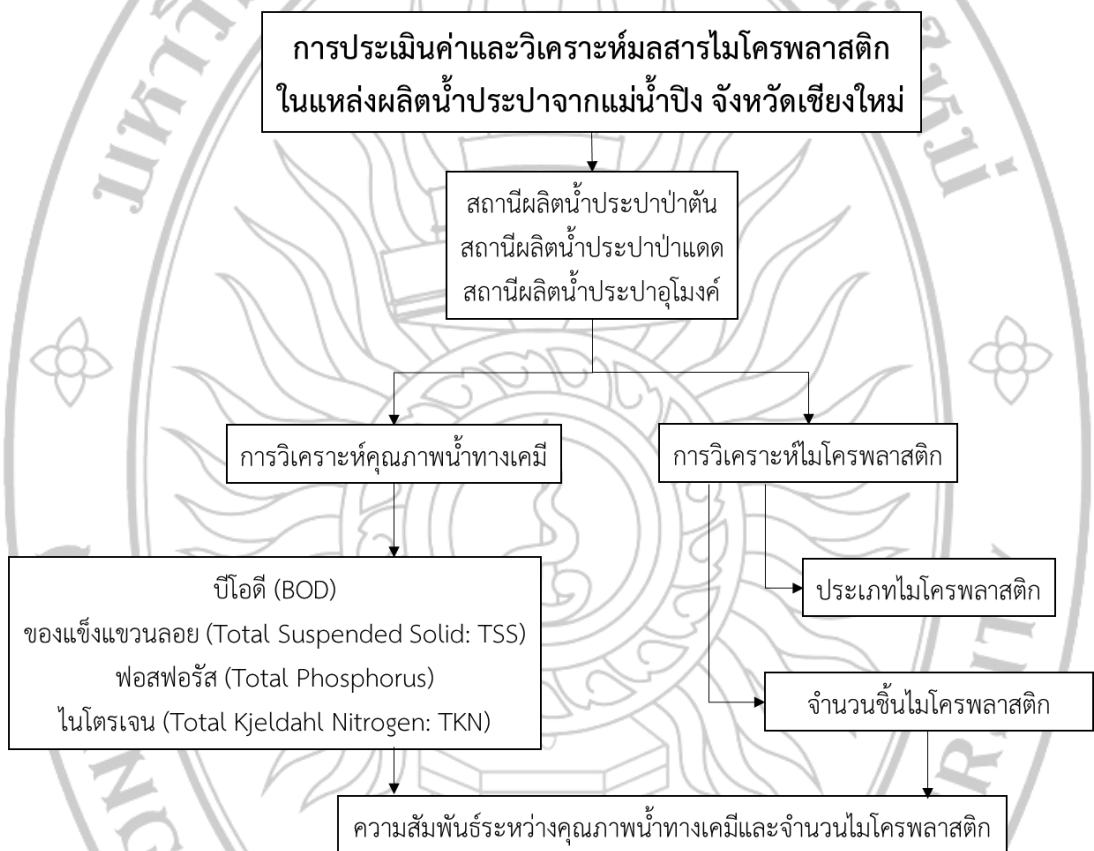 การประเมินค่าและวิเคราะห์มลสารไมโครพลาสติก
ในแหล่งผลิตน้ำประปาจากแม่น้ำปิง จังหวัดเชียงใหม่
สถานีผลิตน้ำประปาป่าตัน
สถานีผลิตน้ำประปาป่าแดด
สถานีผลิตน้ำประปาอุโมงค์
การวิเคราะห์คุณภาพน้ำทางเคมี
การวิเคราะห์ไมโครพลาสติก
บีโอดี (BOD)
ของแข็งแขวนลอย (Total Suspended Solid: TSS)
ฟอสฟอรัส (Total Phosphorus)
ไนโตรเจน (Total Kjeldahl Nitrogen: TKN)
ประเภทไมโครพลาสติก
จำนวนชิ้นไมโครพลาสติก
ความสัมพันธ์ระหว่างคุณภาพน้ำทางเคมีและจำนวนไมโครพลาสติก